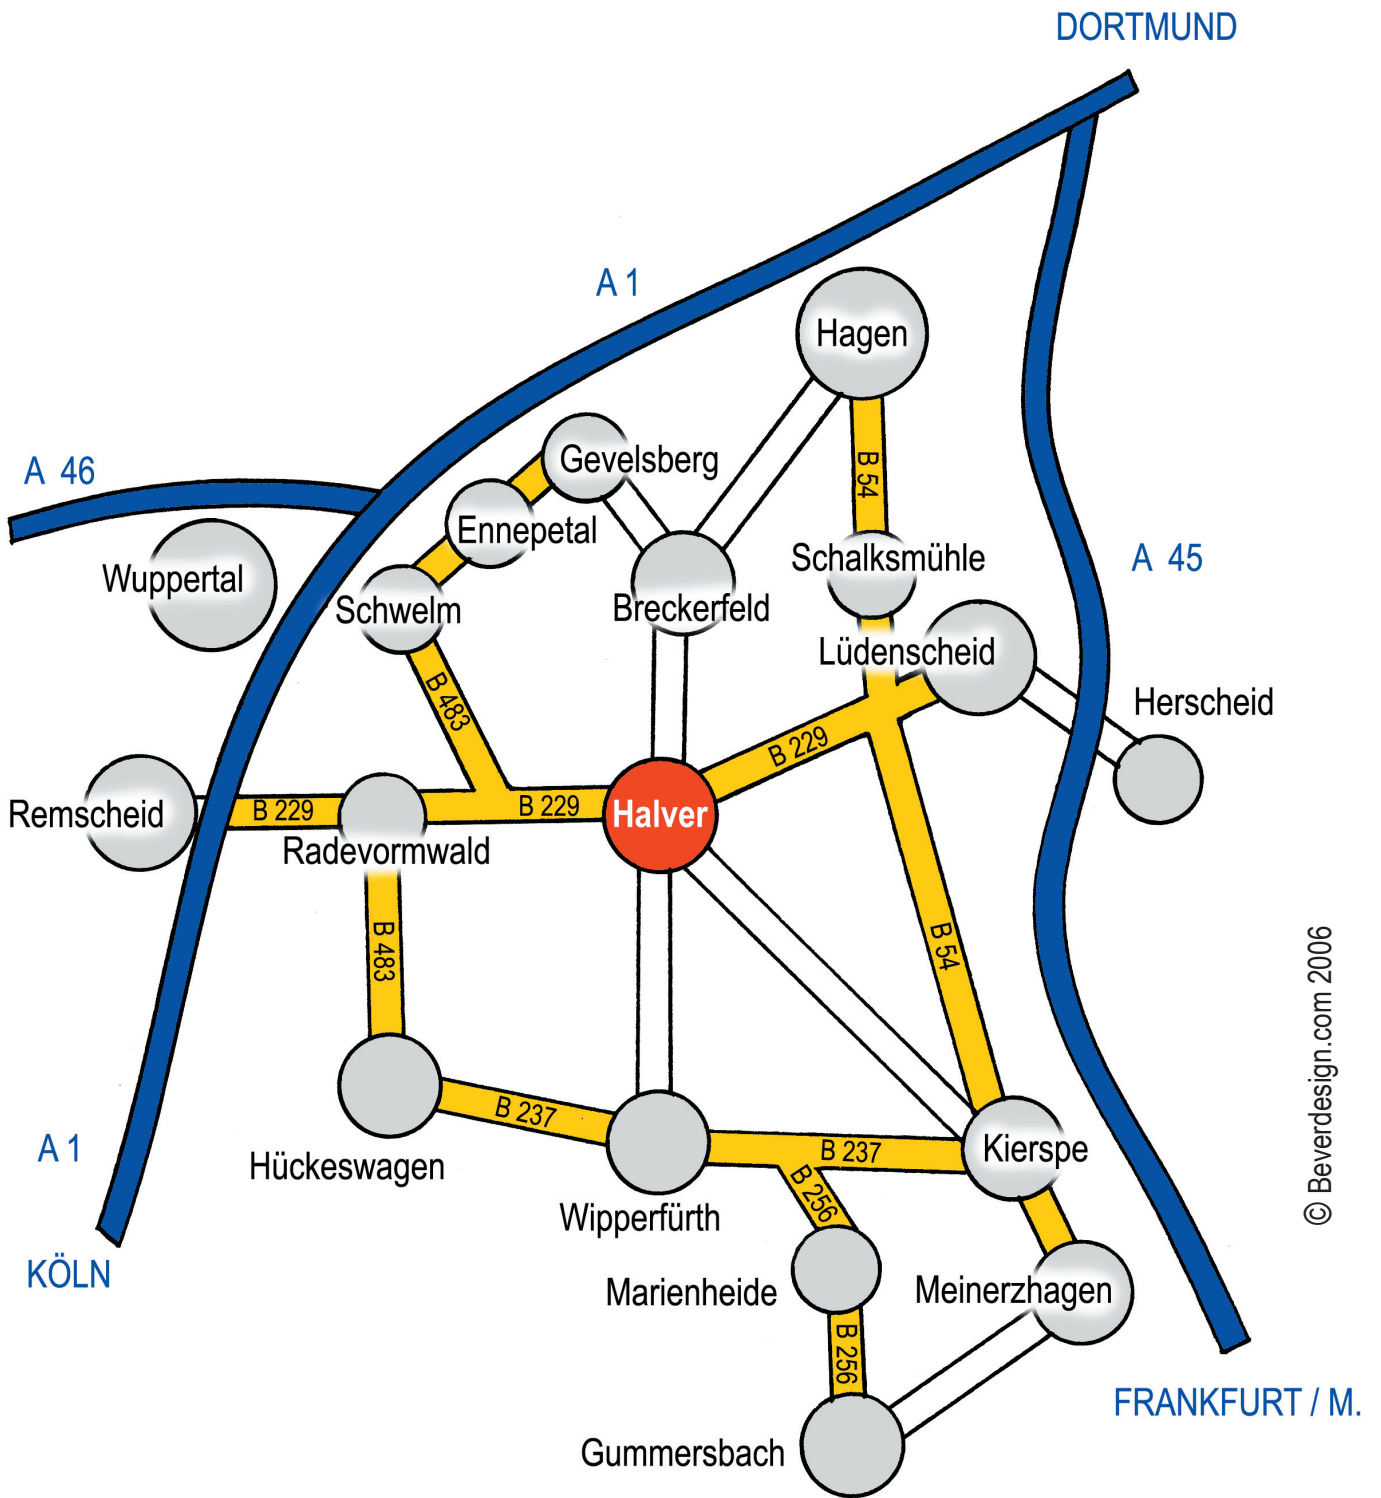 DORTMUND
A 1
Hagen
A 46
Gevelsberg
B 54
Ennepetal
Schalksmühle
A 45
Wuppertal
Schwelm
Breckerfeld
Lüdenscheid
B 483
Herscheid
B 229
Remscheid
B 229
B 229
Halver
Radevormwald
B 483
B 54
© Beverdesign.com 2006
B 237
A 1
Hückeswagen
B 237
Kierspe
B 256
Wipperfürth
KÖLN
Marienheide
Meinerzhagen
B 256
FRANKFURT / M.
Gummersbach